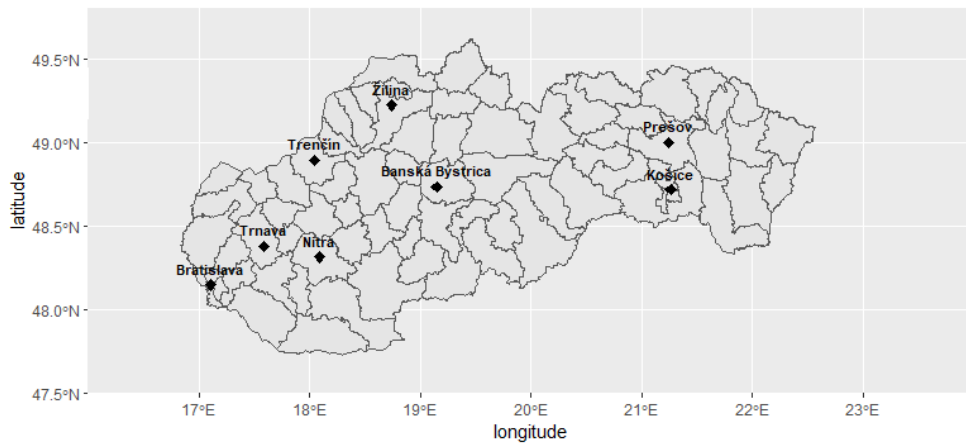 49.5°N
49.0°N
48.5°N
48.0°N
47.5°N
latitude
Žilina
Trenčín
Prešov
Banská Bystrica
Košice
Trnava
Nitra
Bratislava
17°E
18°E
19°E
20°E
21°E
22°E
23°E
longitude